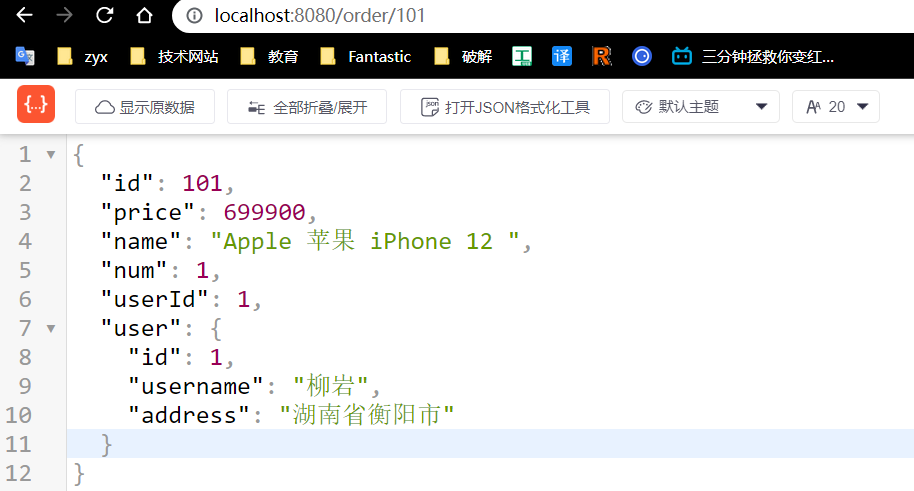 localhost:8080/order/101
zyx 技术网站 教育 Fantastic 破解 工 译 R 三分钟拯救你变红...
{...} 显示原数据 全部折叠/展开 json 打开JSON格式化工具 默认主题 AA 20
1 {
2 "id": 101,
3 "price": 699900,
4 "name": "Apple 苹果 iPhone 12 ",
5 "num": 1,
6 "userId": 1,
7 "user": {
8 "id": 1,
9 "username": "柳岩",
10 "address": "湖南省衡阳市"
11 }
12 }